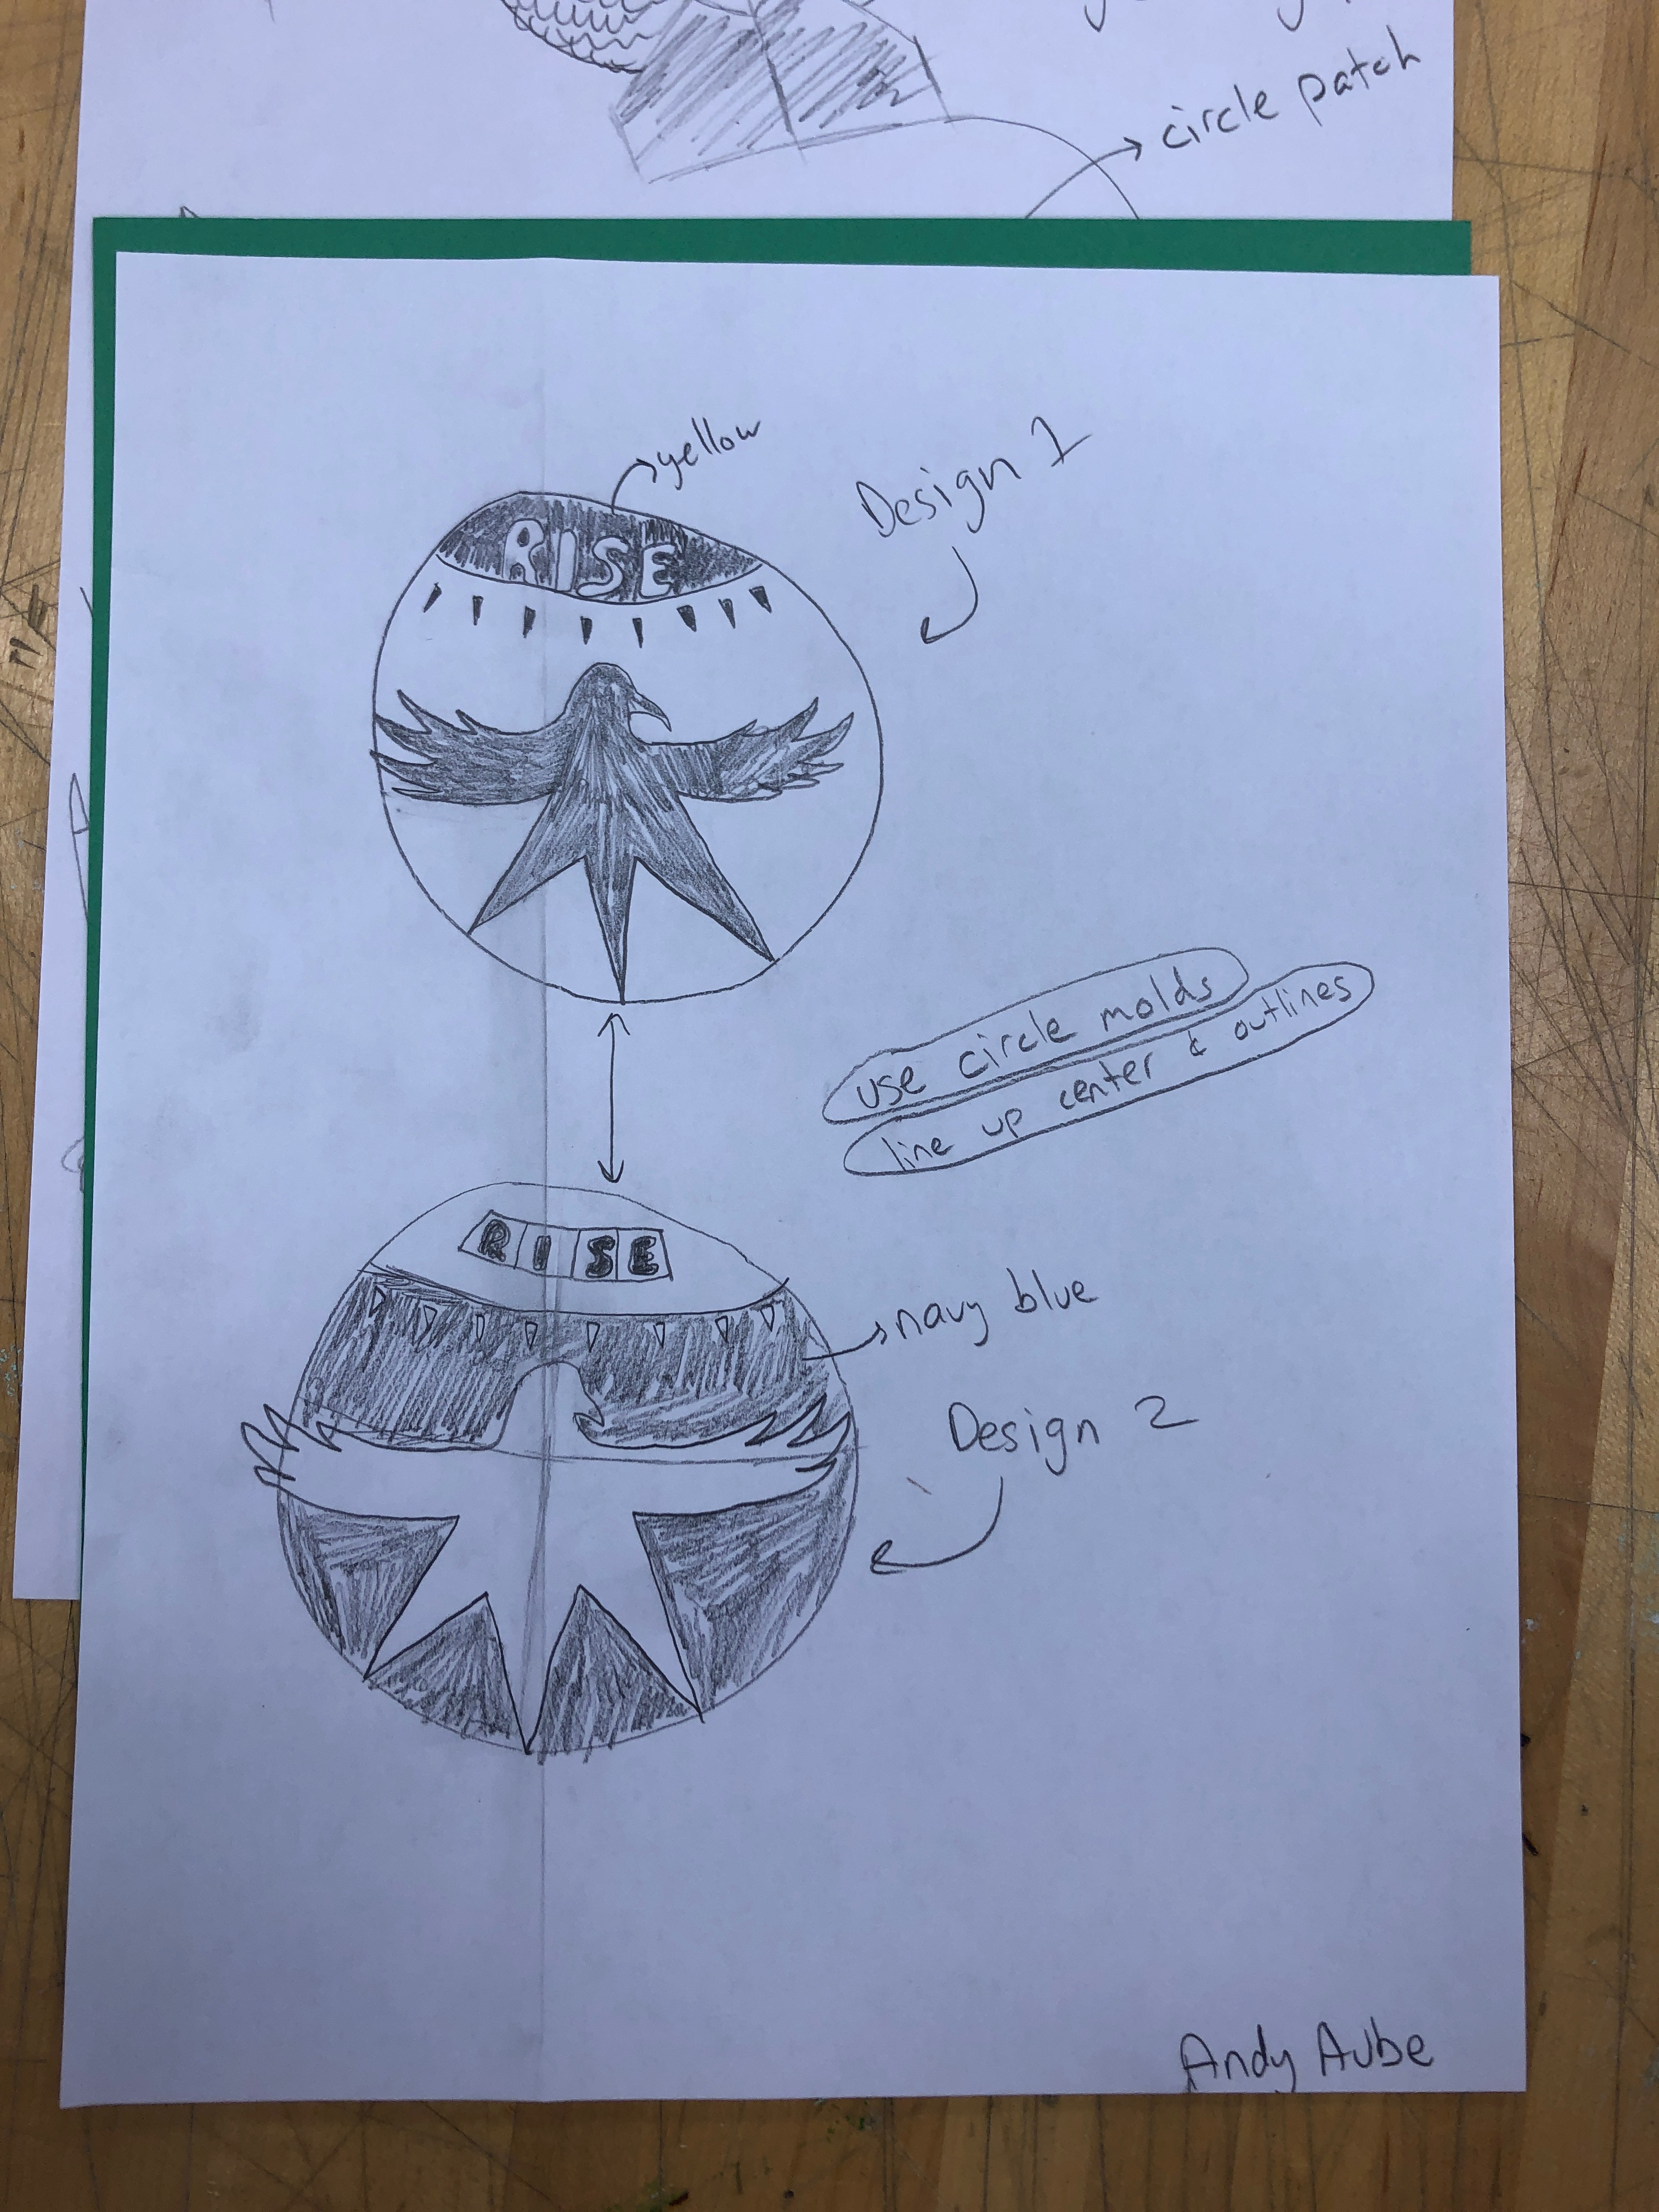 circle patch
yellow
Design 1
RISE
use circle molds
line up center & outlines
RISE
navy blue
Design 2
Andy Aube